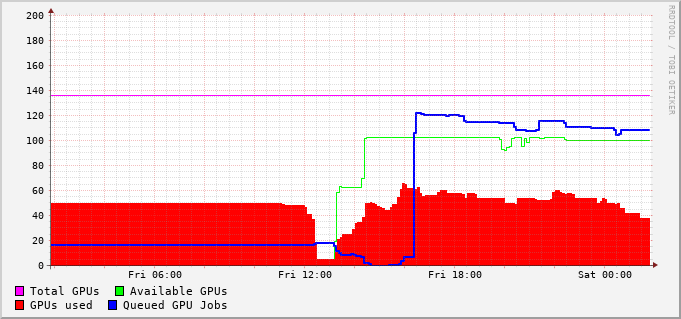 200
180
160
140
120
100
80
60
40
20
0
Fri 06:00 Fri 12:00 Fri 18:00 Sat 00:00
Total GPUs Available GPUs
GPUs used Queued GPU Jobs
RRDTOOL / TOBI OETIKER